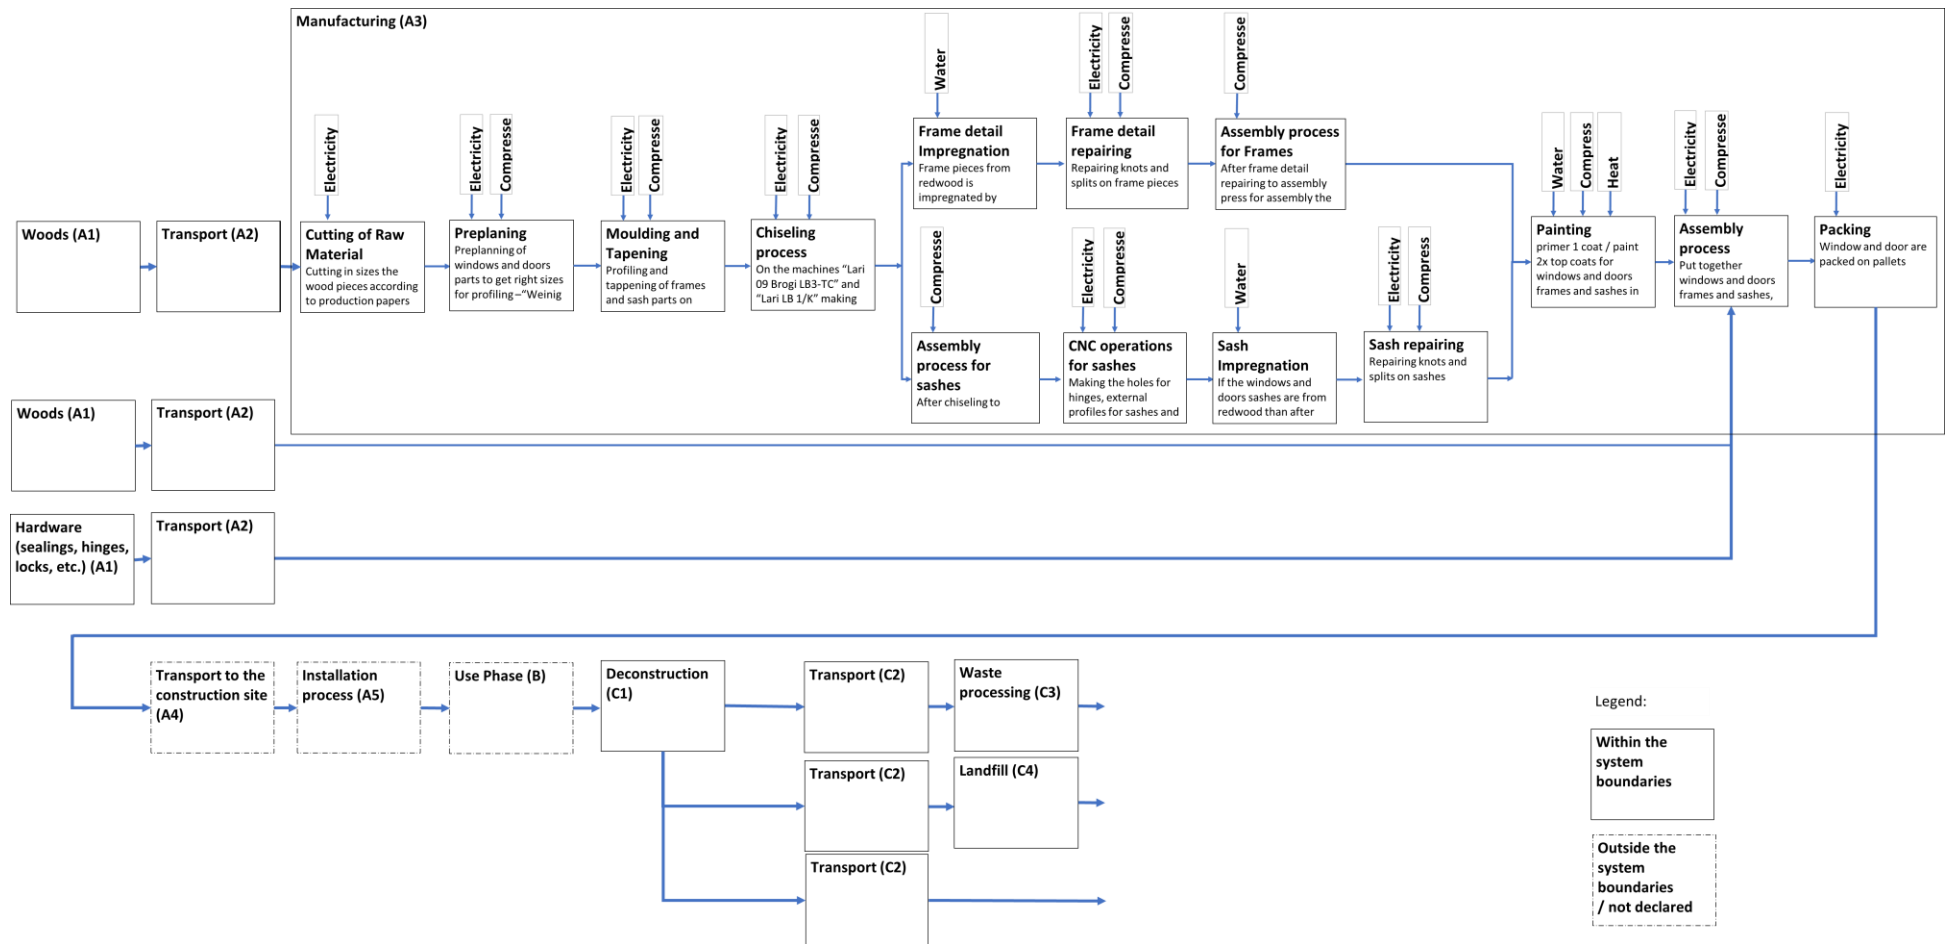 Manufacturing (A3)
Water
Electricity
Compresse
Compresse
Electricity
Electricity
Compresse
Electricity
Compresse
Electricity
Compresse
Water
Compress
Heat
Electricity
Compresse
Electricity
Frame detail
Impregnation
Frame pieces from
redwood is
impregnated by
Frame detail
repairing
Repairing knots and
splits on frame pieces
Assembly process
for Frames
After frame detail
repairing to assembly
press for assembly the
Woods (A1)
Transport (A2)
Cutting of Raw
Material
Cutting in sizes the
wood pieces according
to production papers
Preplaning
Preplanning of
windows and doors
parts to get right sizes
for profiling –“Weinig
Moulding and
Tapening
Profiling and
tappening of frames
and sash parts on
Chiseling
process
On the machines “Lari
09 Brogi LB3-TC” and
“Lari LB 1/K” making
Painting
primer 1 coat / paint
2x top coats for
windows and doors
frames and sashes in
Assembly
process
Put together
windows and doors
frames and sashes,
Packing
Window and door are
packed on pallets
Compresse
Electricity
Compresse
Water
Electricity
Compress
Assembly
process for
sashes
After chiseling to
CNC operations
for sashes
Making the holes for
hinges, external
profiles for sashes and
Sash
Impregnation
If the windows and
doors sashes are from
redwood than after
Sash repairing
Repairing knots and
splits on sashes
Woods (A1)
Transport (A2)
Hardware
(sealings, hinges,
locks, etc.) (A1)
Transport (A2)
Transport to the
construction site
(A4)
Installation
process (A5)
Use Phase (B)
Deconstruction
(C1)
Transport (C2)
Waste
processing (C3)
Transport (C2)
Landfill (C4)
Transport (C2)
Legend:
Within the
system
boundaries
Outside the
system
boundaries
/ not declared